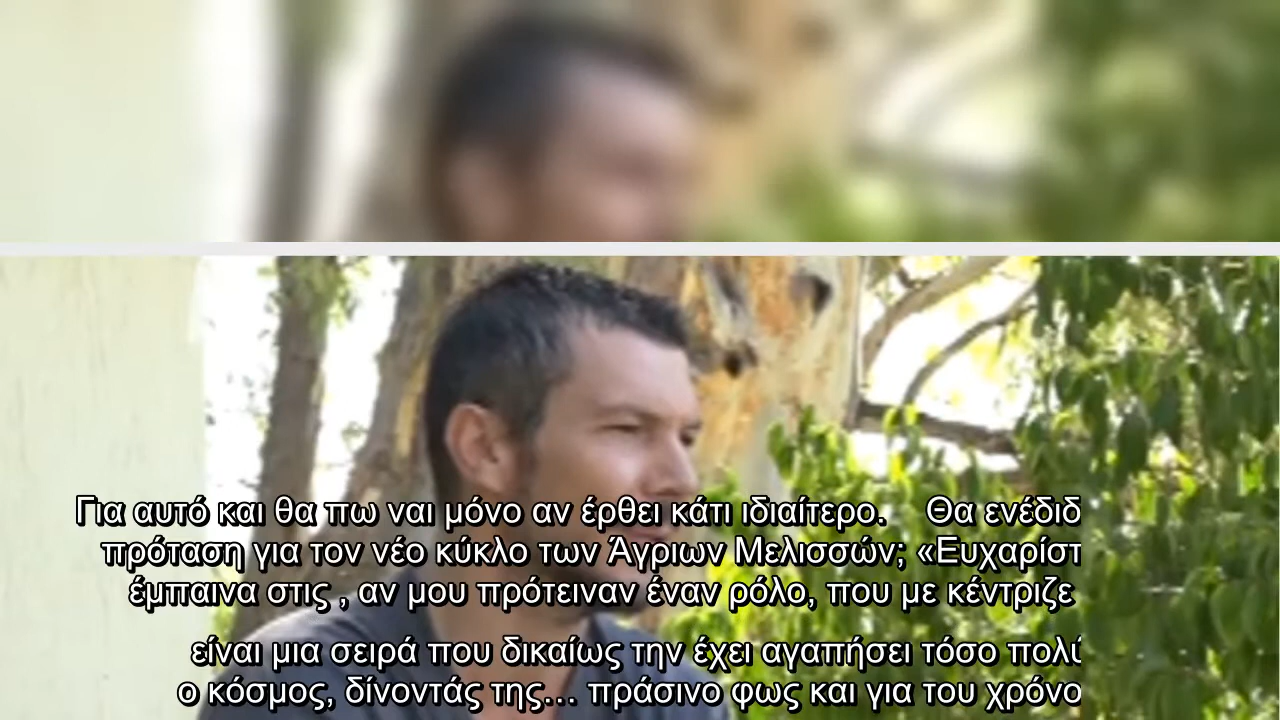 Για αυτό και θα πω ναι μόνο αν έρθει κάτι ιδιαίτερο. Θα ενέδιδ
πρόταση για τον νέο κύκλο των Άγριων Μελισσών; «Ευχαρίστ
έμπαινα στις , αν μου πρότειναν έναν ρόλο, που με κέντριζε
είναι μια σειρά που δικαίως την έχει αγαπήσει τόσο πολύ
ο κόσμος, δίνοντάς της… πράσινο φως και για του χρόνο